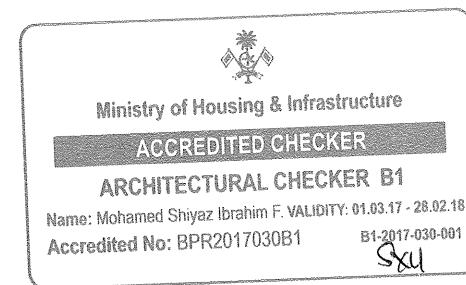 Ministry of Housing & Infrastructure
ACCREDITED CHECKER
ARCHITECTURAL CHECKER B1
Name: Mohamed Shiyaz Ibrahim F. VALIDITY: 01.03.17 - 28.02.18
Accredited No: BPR2017030B1 B1-2017-030-001